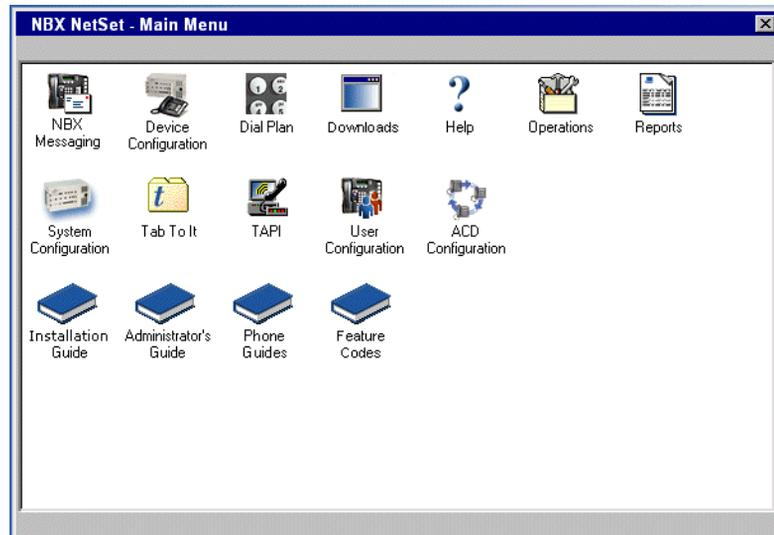 NBX NetSet - Main Menu
NBX Messaging
Device Configuration
Dial Plan
Downloads
Help
Operations
Reports
System Configuration
t
Tab To It
TAPI
User Configuration
ACD Configuration
Installation Guide
Administrator's Guide
Phone Guides
Feature Codes